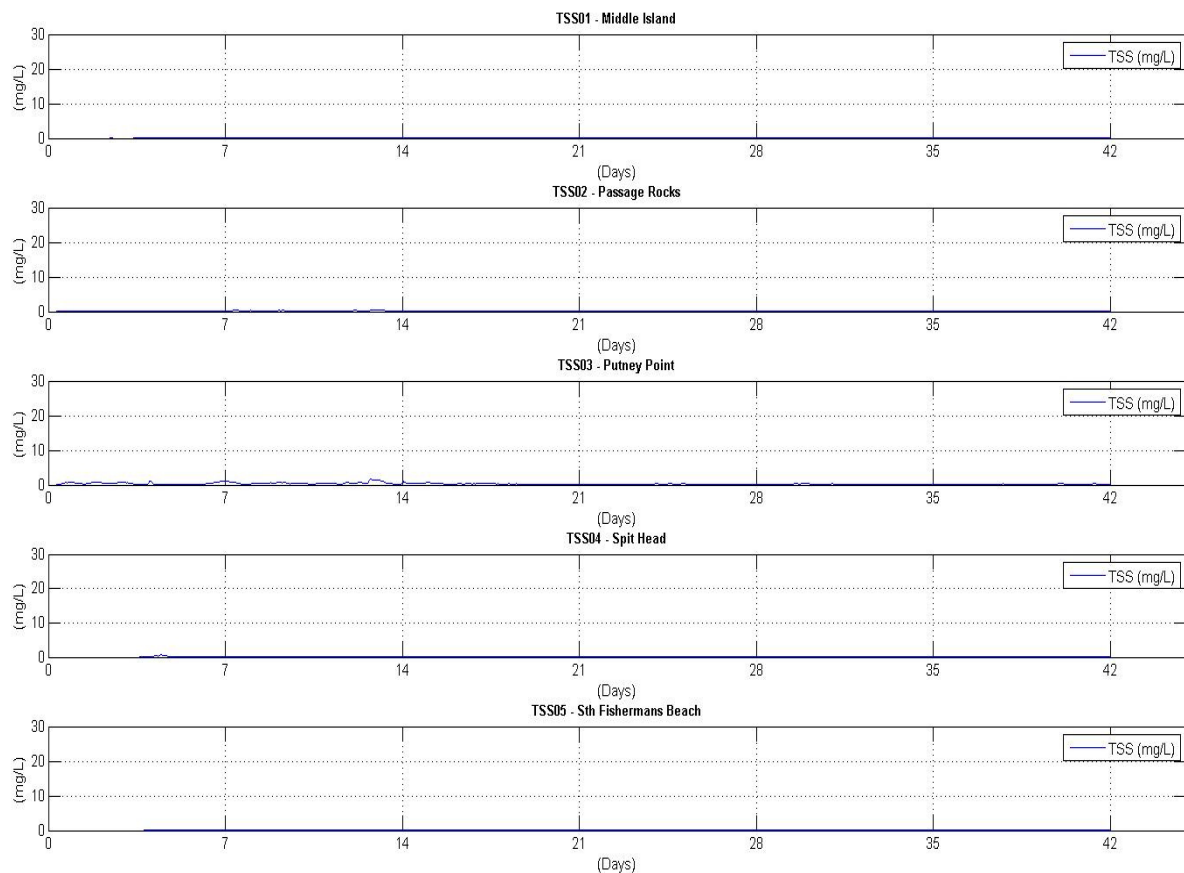 TSS01 - Middle Island
30
20
10
0
(mg/L)
TSS (mg/L)
0 7 14 21 28 35 42
(Days)
TSS02 - Passage Rocks
30
20
10
0
(mg/L)
TSS (mg/L)
0 7 14 21 28 35 42
(Days)
TSS03 - Putney Point
30
20
10
0
(mg/L)
TSS (mg/L)
0 7 14 21 28 35 42
(Days)
TSS04 - Spit Head
30
20
10
0
(mg/L)
TSS (mg/L)
0 7 14 21 28 35 42
(Days)
TSS05 - Sth Fishermans Beach
30
20
10
0
(mg/L)
TSS (mg/L)
0 7 14 21 28 35 42
(Days)